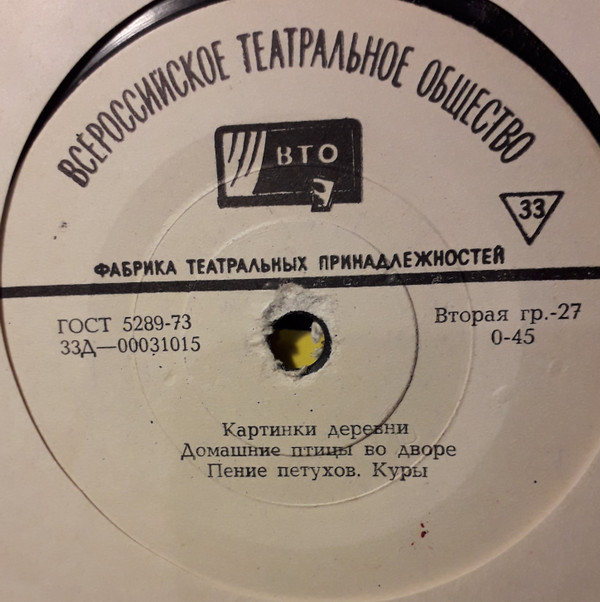 ВСЕРОССИЙСКОЕ ТЕАТРАЛЬНОЕ ОБЩЕСТВО
ВТО
33
ФАБРИКА ТЕАТРАЛЬНЫХ ПРИНАДЛЕЖНОСТЕЙ
ГОСТ 5289-73
33Д—00031015
Вторая гр.-27
0-45
Картинки деревни
Домашние птицы во дворе
Пение петухов. Куры